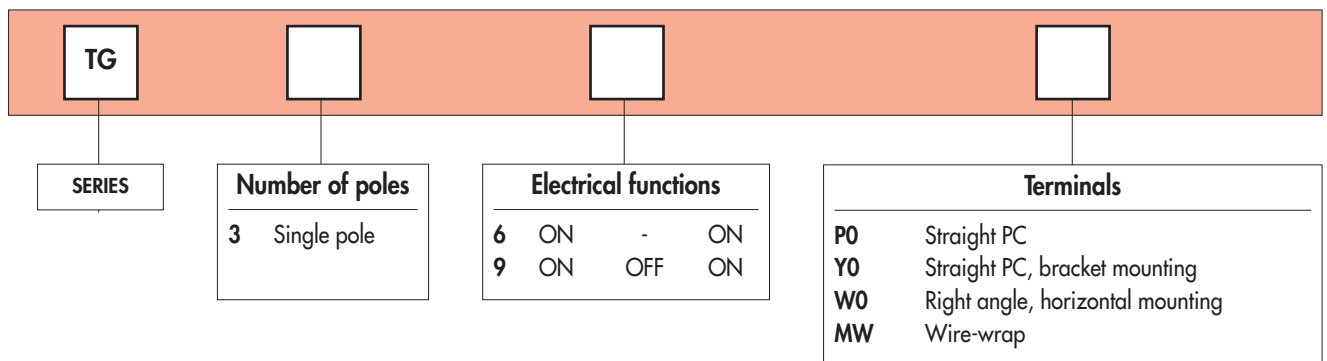 TG
SERIES
Number of poles
3 Single pole
Electrical functions
6 ON - ON
9 ON OFF ON
Terminals
P0 Straight PC
Y0 Straight PC, bracket mounting
W0 Right angle, horizontal mounting
MW Wire-wrap